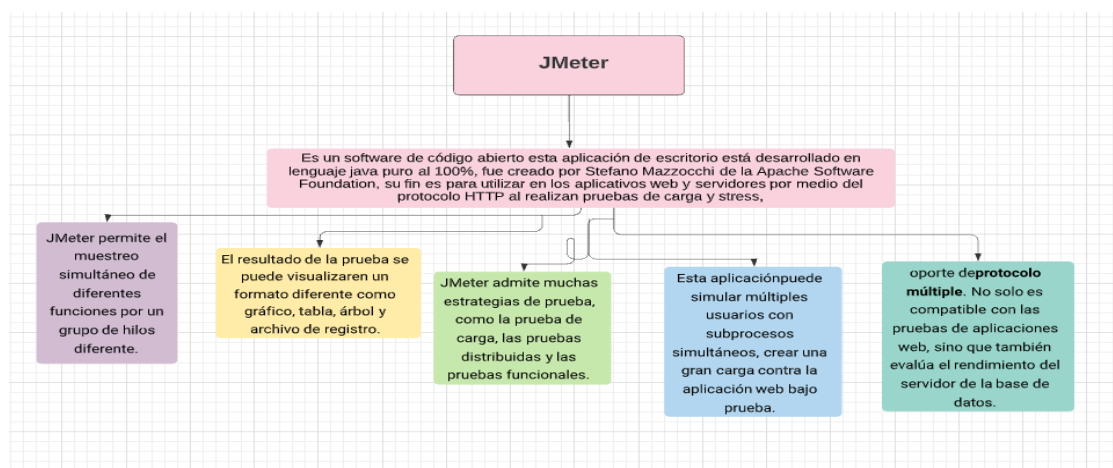 JMeter
Es un software de código abierto esta aplicación de escritorio está desarrollado en
lenguaje java puro al 100%, fue creado por Stefano Mazzocchi de la Apache Software
Foundation, su fin es para utilizar en los aplicativos web y servidores por medio del
protocolo HTTP al realizan pruebas de carga y stress,
JMeter permite el
muestreo
simultáneo de
diferentes
funciones por un
grupo de hilos
diferente.
El resultado de la prueba se
puede visualizaren un
formato diferente como
gráfico, tabla, árbol y
archivo de registro.
JMeter admite muchas
estrategias de prueba,
como la prueba de
carga, las pruebas
distribuidas y las
pruebas funcionales.
Esta aplicaciónpuede
simular múltiples
usuarios con
subprocesos
simultáneos, crear una
gran carga contra la
aplicación web bajo
prueba.
oporte deprotocolo
múltiple. No solo es
compatible con las
pruebas de aplicaciones
web, sino que también
evalúa el rendimiento del
servidor de la base de
datos.